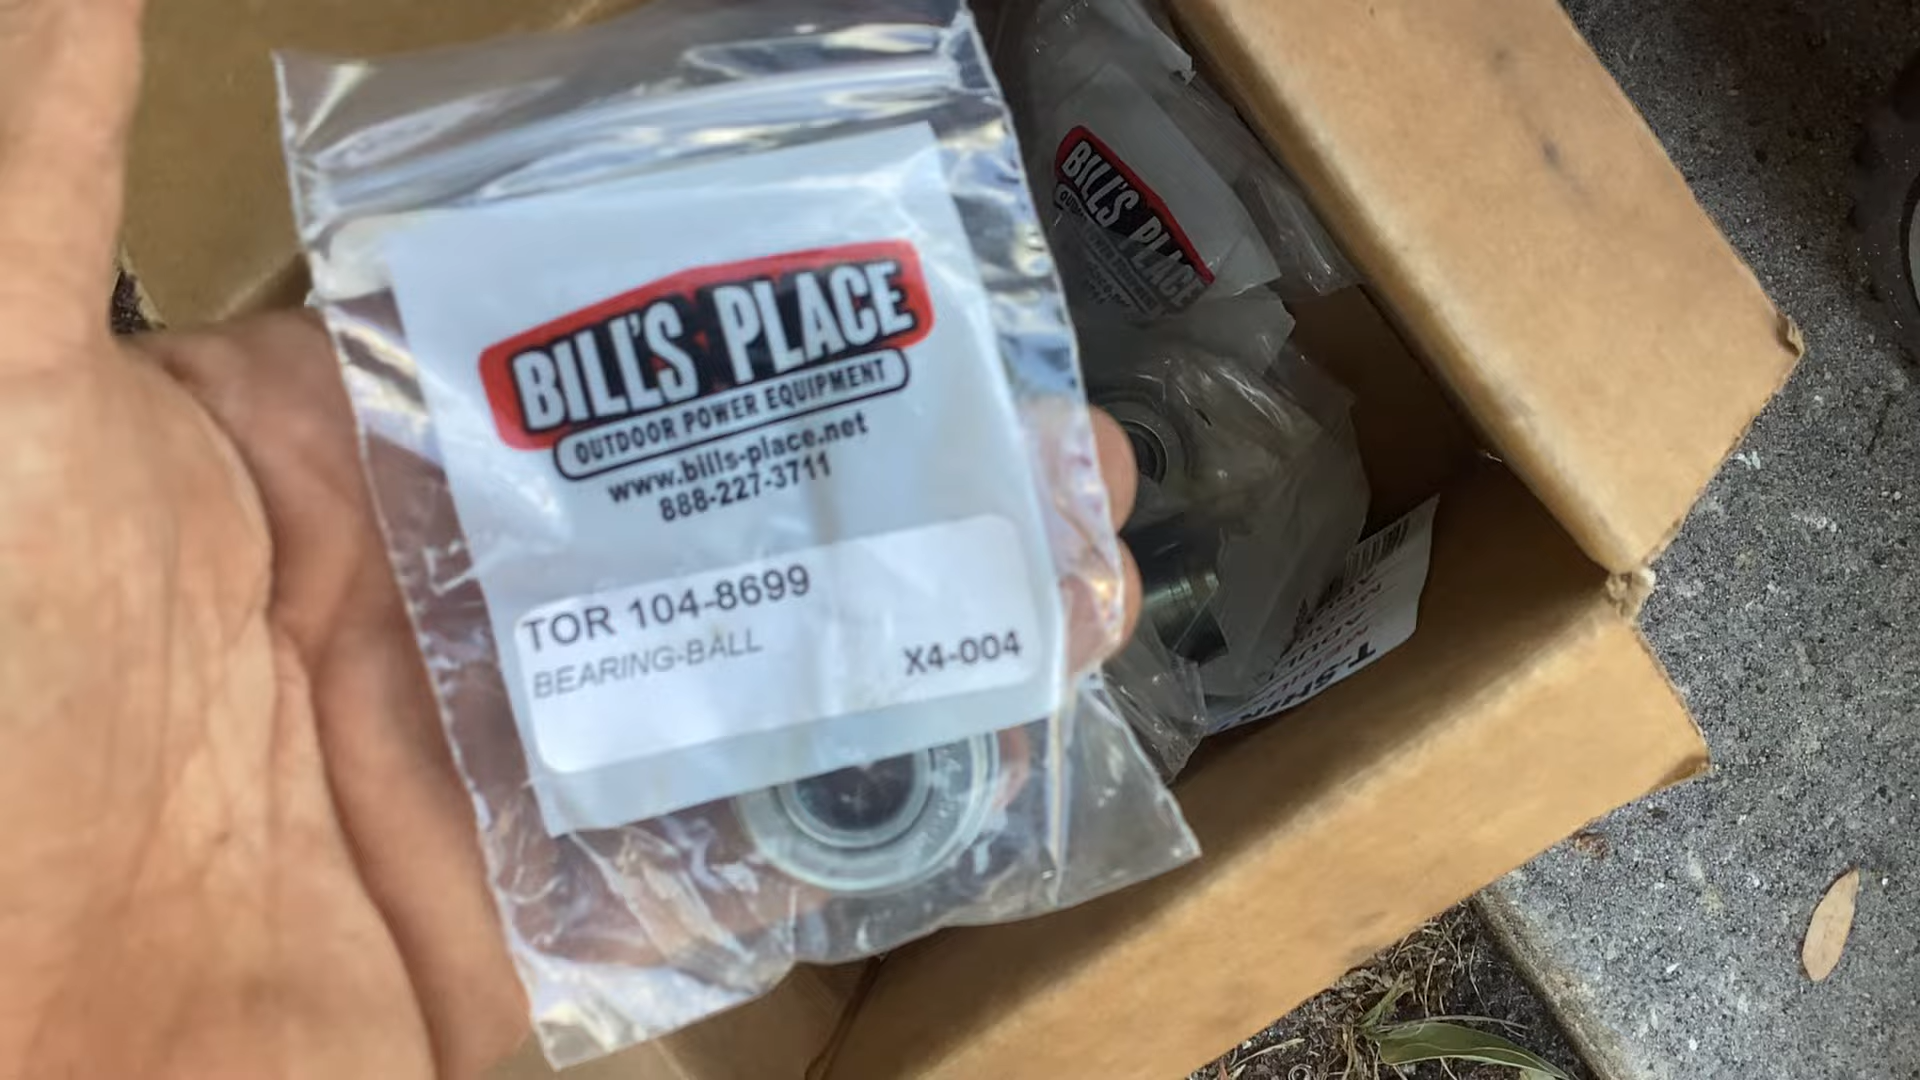 BILL'S PLACE
OUTDOOR POWER EQUIPMENT
www.bills-place.net
888-227-3711
TOR 104-8699
BEARING-BALL
X4-004
BILL'S PLACE